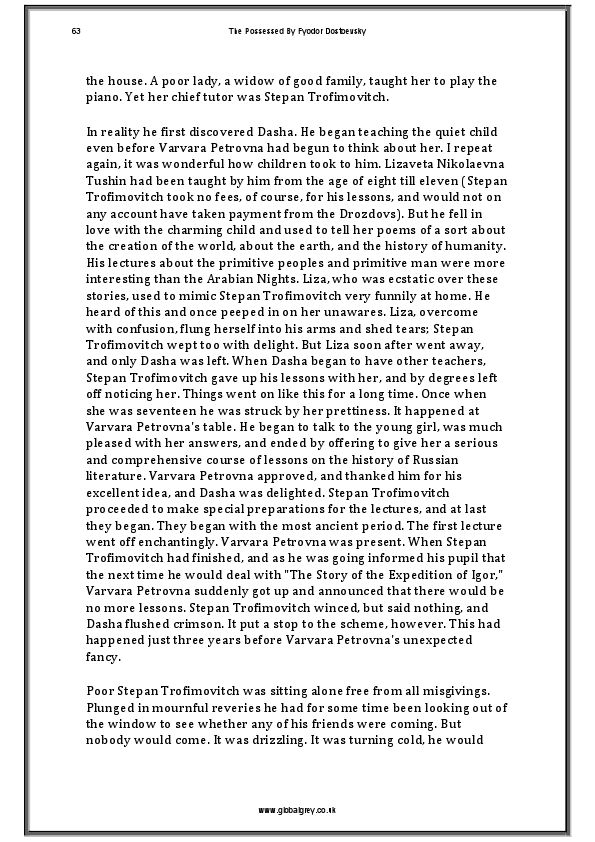 63
The Possessed By Fyodor Dostoevsky
the house. A poor lady, a widow of good family, taught her to play the
piano. Yet her chief tutor was Stepan Trofimovitch.
In reality he first discovered Dasha. He began teaching the quiet child
even before Varvara Petrovna had begun to think about her. I repeat
again, it was wonderful how children took to him. Lizaveta Nikolaevna
Tushin had been taught by him from the age of eight till eleven (Stepan
Trofimovitch took no fees, of course, for his lessons, and would not on
any account have taken payment from the Drozdovs). But he fell in
love with the charming child and used to tell her poems of a sort about
the creation of the world, about the earth, and the history of humanity.
His lectures about the primitive peoples and primitive man were more
interesting than the Arabian Nights. Liza, who was ecstatic over these
stories, used to mimic Stepan Trofimovitch very funnily at home. He
heard of this and once peeped in on her unawares. Liza, overcome
with confusion, flung herself into his arms and shed tears; Stepan
Trofimovitch wept too with delight. But Liza soon after went away,
and only Dasha was left. When Dasha began to have other teachers,
Stepan Trofimovitch gave up his lessons with her, and by degrees left
off noticing her. Things went on like this for a long time. Once when
she was seventeen he was struck by her prettiness. It happened at
Varvara Petrovna's table. He began to talk to the young girl, was much
pleased with her answers, and ended by offering to give her a serious
and comprehensive course of lessons on the history of Russian
literature. Varvara Petrovna approved, and thanked him for his
excellent idea, and Dasha was delighted. Stepan Trofimovitch
proceeded to make special preparations for the lectures, and at last
they began. They began with the most ancient period. The first lecture
went off enchantingly. Varvara Petrovna was present. When Stepan
Trofimovitch had finished, and as he was going informed his pupil that
the next time he would deal with "The Story of the Expedition of Igor,"
Varvara Petrovna suddenly got up and announced that there would be
no more lessons. Stepan Trofimovitch winced, but said nothing, and
Dasha flushed crimson. It put a stop to the scheme, however. This had
happened just three years before Varvara Petrovna's unexpected
fancy.
Poor Stepan Trofimovitch was sitting alone free from all misgivings.
Plunged in mournful reveries he had for some time been looking out of
the window to see whether any of his friends were coming. But
nobody would come. It was drizzling. It was turning cold, he would
www.globalgrey.co.uk